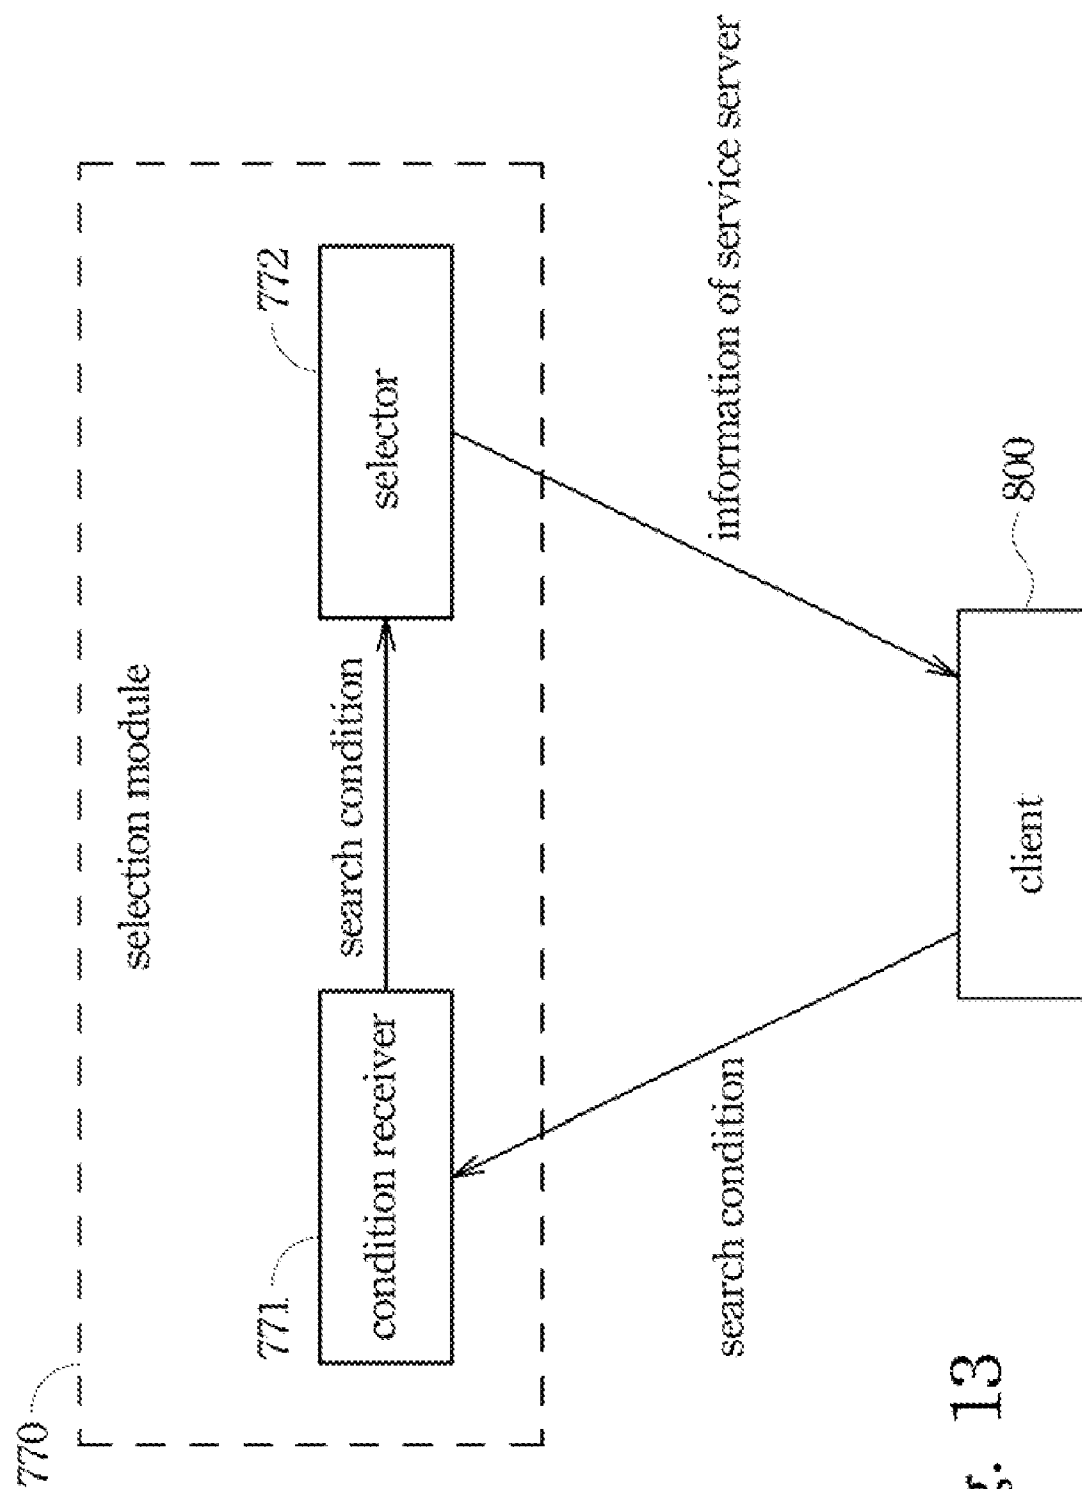 770
selection module
771
772
condition receiver
search condition
selector
search condition
information of service server
800
client
g. 13